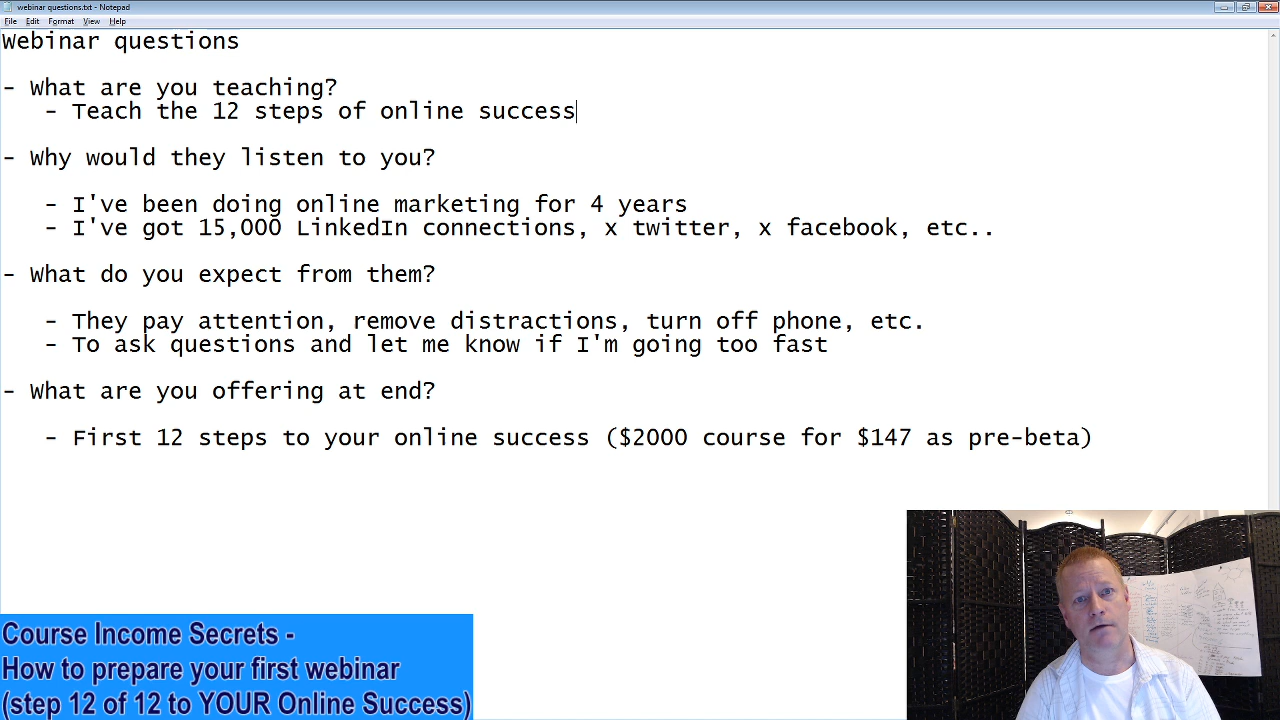 webinar questions.txt - Notepad
File Edit Format View Help
Webinar questions
- What are you teaching?
- Teach the 12 steps of online success
- Why would they listen to you?
- I've been doing online marketing for 4 years
- I've got 15,000 LinkedIn connections, x twitter, x facebook, etc..
- What do you expect from them?
- They pay attention, remove distractions, turn off phone, etc.
- To ask questions and let me know if I'm going too fast
- What are you offering at end?
- First 12 steps to your online success ($2000 course for $147 as pre-beta)
Course Income Secrets -
How to prepare your first webinar
(step 12 of 12 to YOUR Online Success)